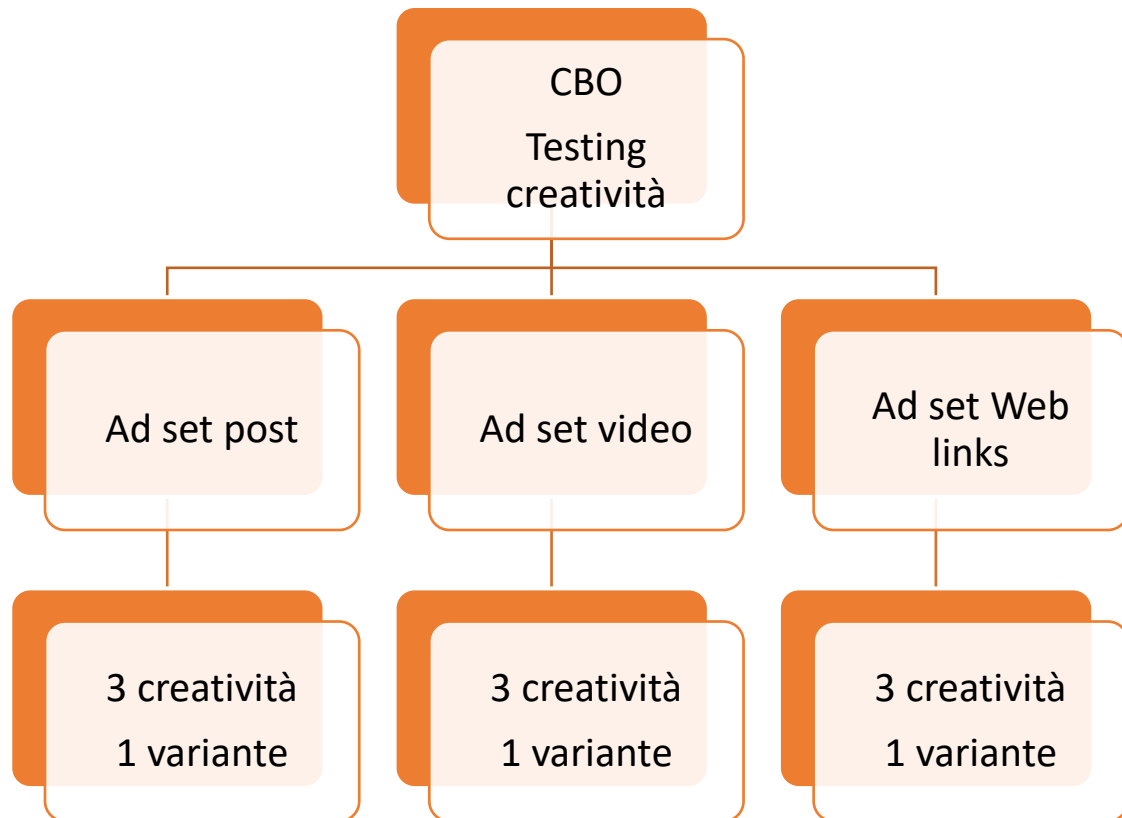 CBO
Testing
creatività
Ad set post
Ad set video
Ad set Web
links
3 creatività
1 variante
3 creatività
1 variante
3 creatività
1 variante